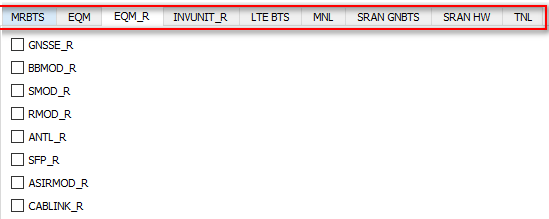 MRBTS EQM EQM_R INVUNIT_R LTE BTS MNL SRAN GNBTS SRAN HW TNL
GNSSE_R
BBMOD_R
SMOD_R
RMOD_R
ANTL_R
SFP_R
ASIRMOD_R
CABLINK_R